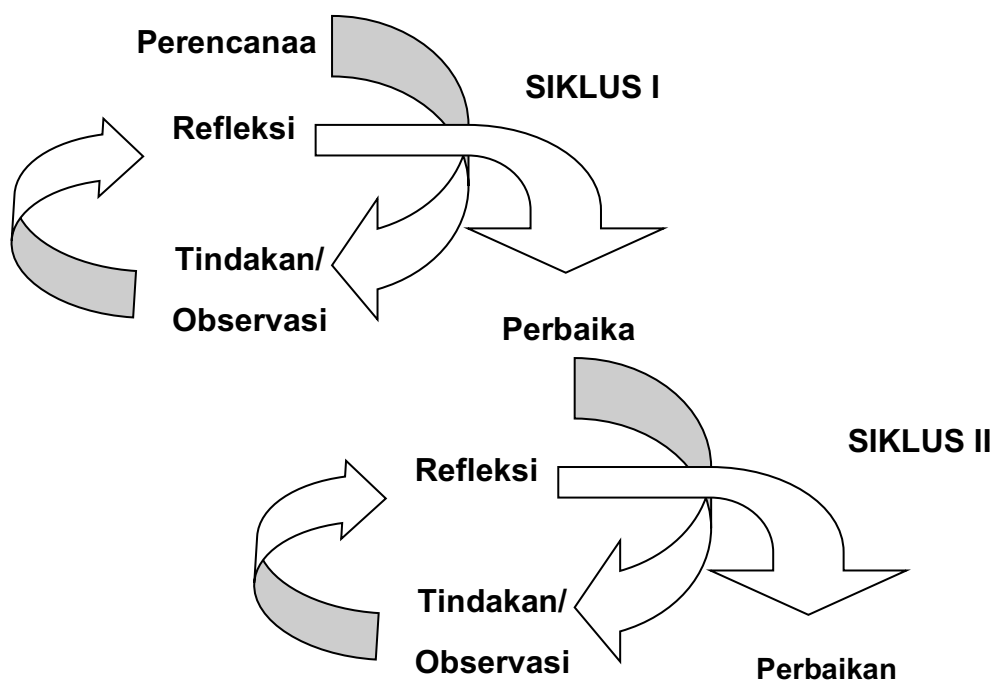 Perencanaa
SIKLUS I
Refleksi
Tindakan/
Observasi
Perbaika
SIKLUS II
Refleksi
Tindakan/
Observasi
Perbaikan